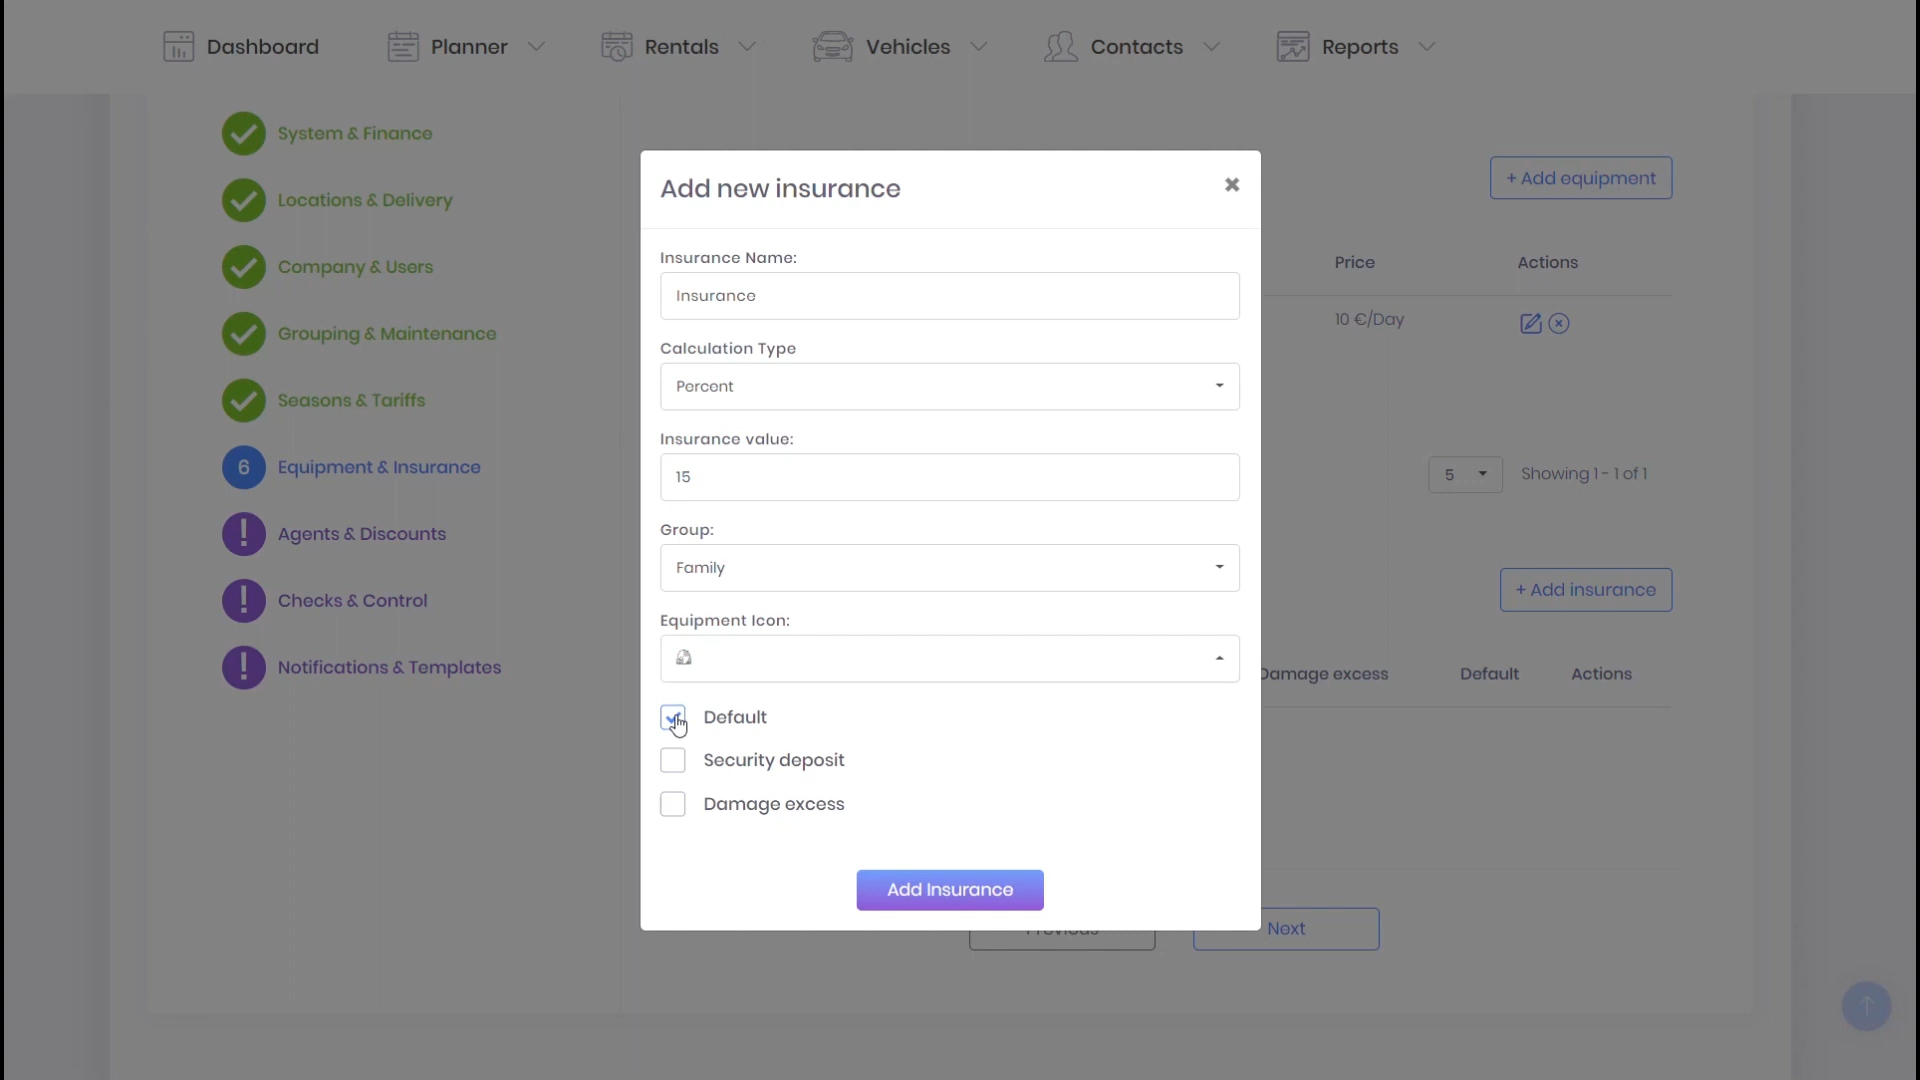 Dashboard
Planner
Rentals
Vehicles
Contacts
Reports
System & Finance
Locations & Delivery
Company & Users
Grouping & Maintenance
Seasons & Tariffs
6 Equipment & Insurance
! Agents & Discounts
! Checks & Control
! Notifications & Templates
Add new insurance
Insurance Name:
Insurance
Calculation Type
Percent
Insurance value:
15
Group:
Family
Equipment Icon:
Default
Security deposit
Damage excess
Add Insurance
+ Add equipment
Price Actions
10 €/Day
5 Showing 1 - 1 of 1
+ Add insurance
Damage excess Default Actions
Previous
Next